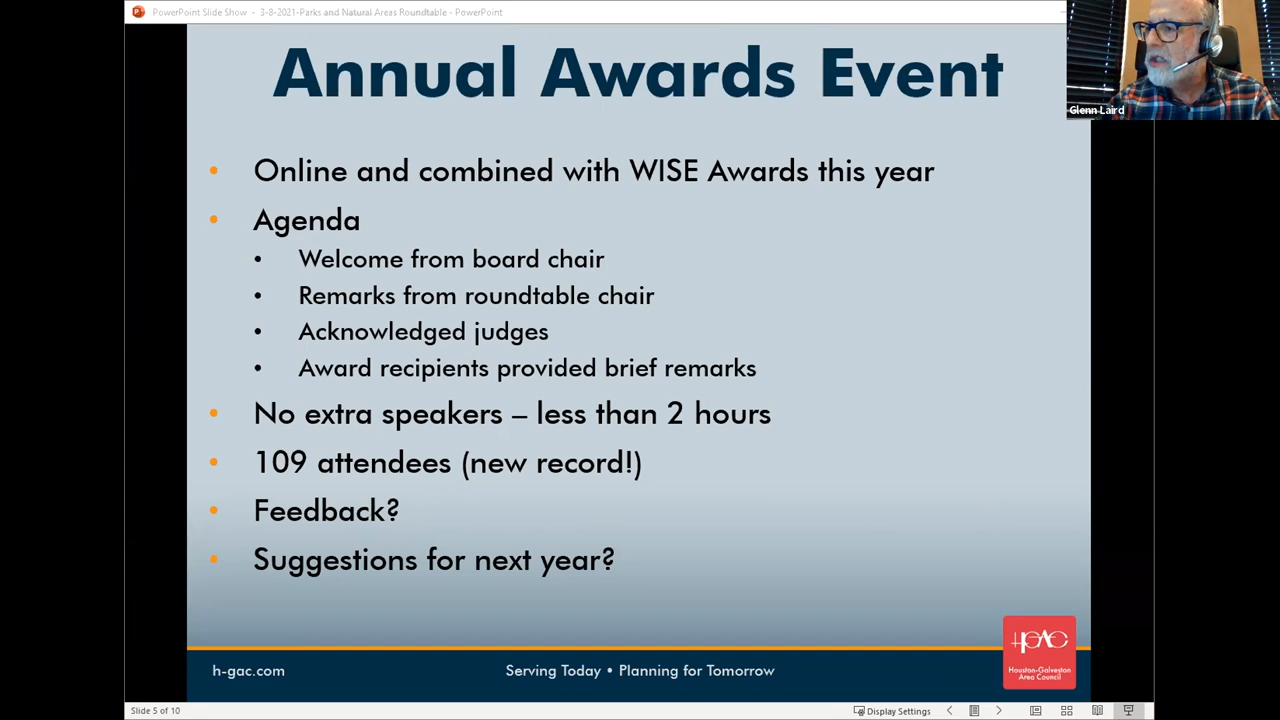 PowerPoint Slide Show - 3-8-2021-Parks and Natural Areas Roundtable - PowerPoint
Glenn Laird
Annual Awards Event
• Online and combined with WISE Awards this year
• Agenda
• Welcome from board chair
• Remarks from roundtable chair
• Acknowledged judges
• Award recipients provided brief remarks
• No extra speakers – less than 2 hours
• 109 attendees (new record!)
• Feedback?
• Suggestions for next year?
HGAC
Houston-Galveston
Area Council
h-gac.com
Serving Today • Planning for Tomorrow
Slide 5 of 10
Display Settings